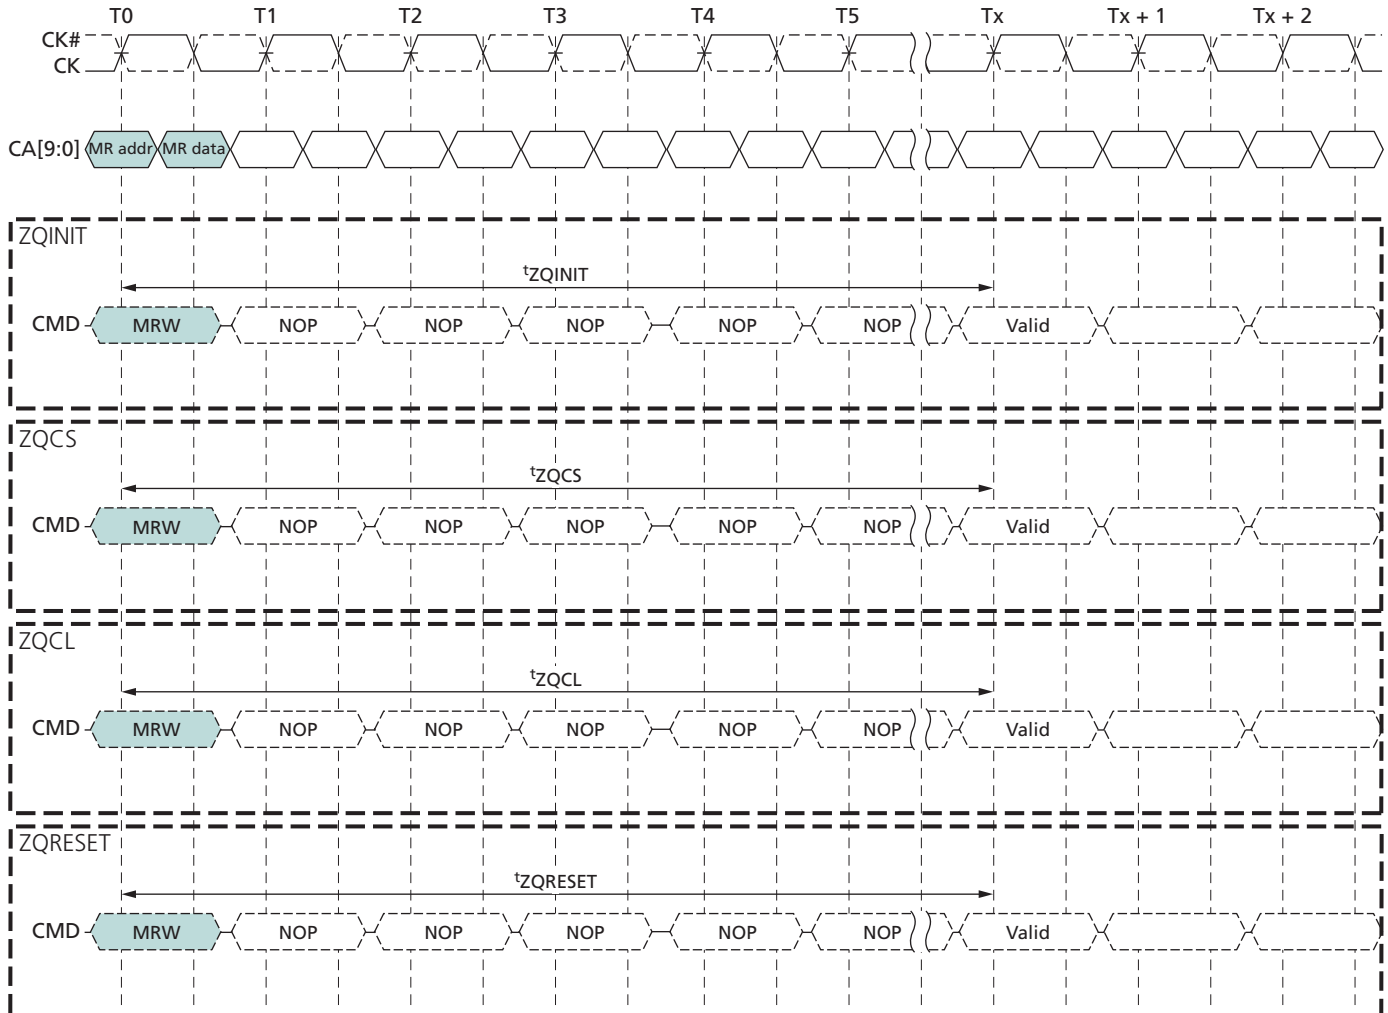 T0 T1 T2 T3 T4 T5 Tx Tx + 1 Tx + 2
CK#
CK
CA[9:0] MR addr MR data
ZQINIT
tZQINIT
CMD MRW NOP NOP NOP NOP NOP Valid
ZQCS
tZQCS
CMD MRW NOP NOP NOP NOP NOP Valid
ZQCL
tZQCL
CMD MRW NOP NOP NOP NOP NOP Valid
ZQRESET
tZQRESET
CMD MRW NOP NOP NOP NOP NOP Valid